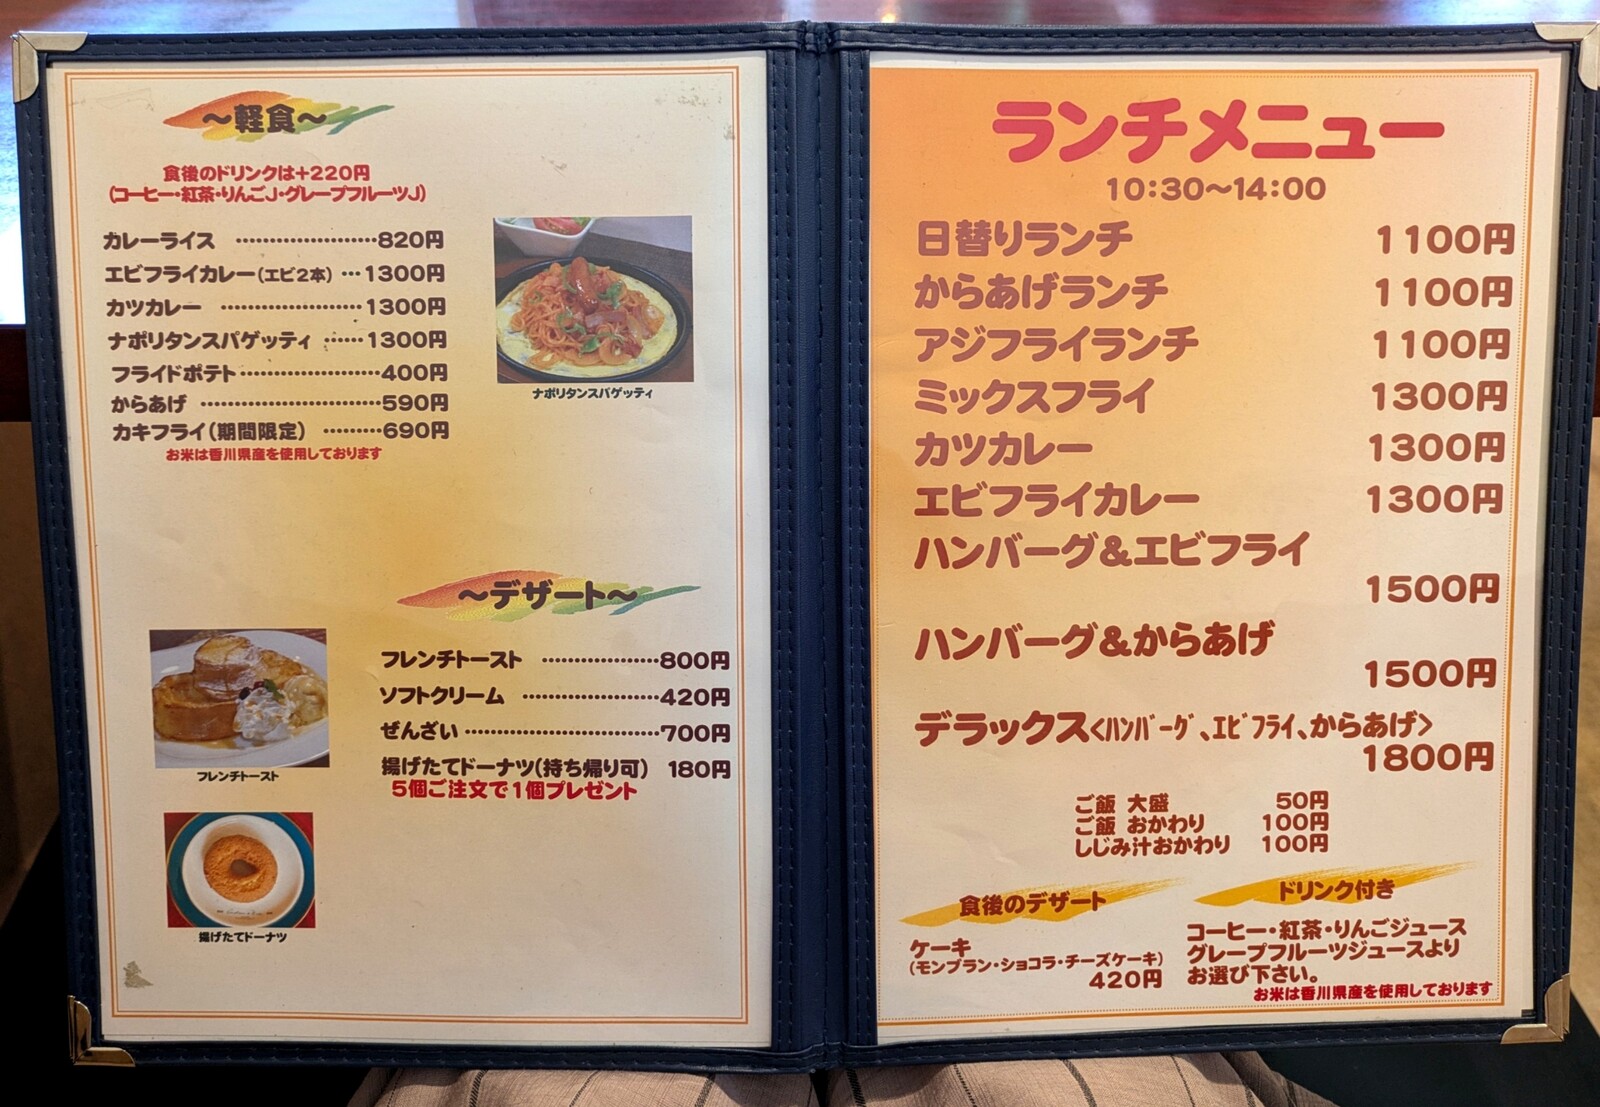 ～軽食～
食後のドリンクは+220円
(コーヒー・紅茶・りんごJ・グレープフルーツJ)
カレーライス ……………………820円
エビフライカレー(エビ2本) …1300円
カツカレー …………………1300円
ナポリタンスパゲッティ ……1300円
フライドポテト…………………400円
からあげ ………………………590円
カキフライ(期間限定) ………690円
お米は香川県産を使用しております
ナポリタンスパゲッティ
～デザート～
フレンチトースト ………………800円
ソフトクリーム …………………420円
ぜんざい …………………………700円
揚げたてドーナツ(持ち帰り可) 180円
5個ご注文で1個プレゼント
フレンチトースト
揚げたてドーナツ
ランチメニュー
10:30～14:00
日替りランチ 1100円
からあげランチ 1100円
アジフライランチ 1100円
ミックスフライ 1300円
カツカレー 1300円
エビフライカレー 1300円
ハンバーグ&エビフライ
1500円
ハンバーグ&からあげ
1500円
デラックス<ﾊﾝﾊﾞｰｸﾞ、ｴﾋﾞﾌﾗｲ、からあげ>
1800円
ご飯 大盛 50円
ご飯 おかわり 100円
しじみ汁おかわり 100円
食後のデザート
ケーキ
(モンブラン・ショコラ・チーズケーキ)
420円
ドリンク付き
コーヒー・紅茶・りんごジュース
グレープフルーツジュースより
お選び下さい。
お米は香川県産を使用しております